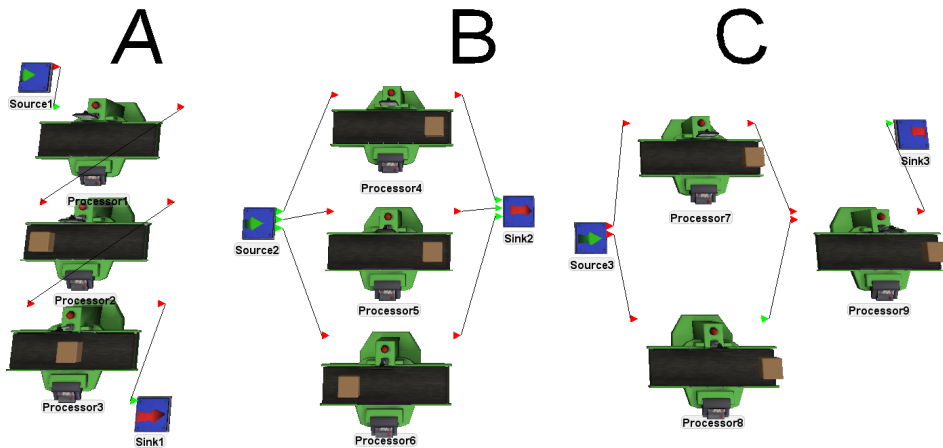 A
B
C
Source1
Processor1
Processor2
Processor3
Sink1
Processor4
Source2
Sink2
Processor5
Processor6
Sink3
Processor7
Source3
Processor9
Processor8